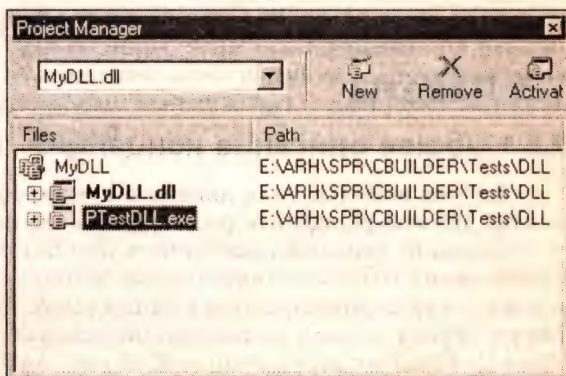 Project Manager
MyDLL.dll
New Remove Activat
Files Path
MyDLL E:\ARH\SPR\CBUILDER\Tests\DLL
MyDLL.dll E:\ARH\SPR\CBUILDER\Tests\DLL
PTestDLL.exe E:\ARH\SPR\CBUILDER\Tests\DLL